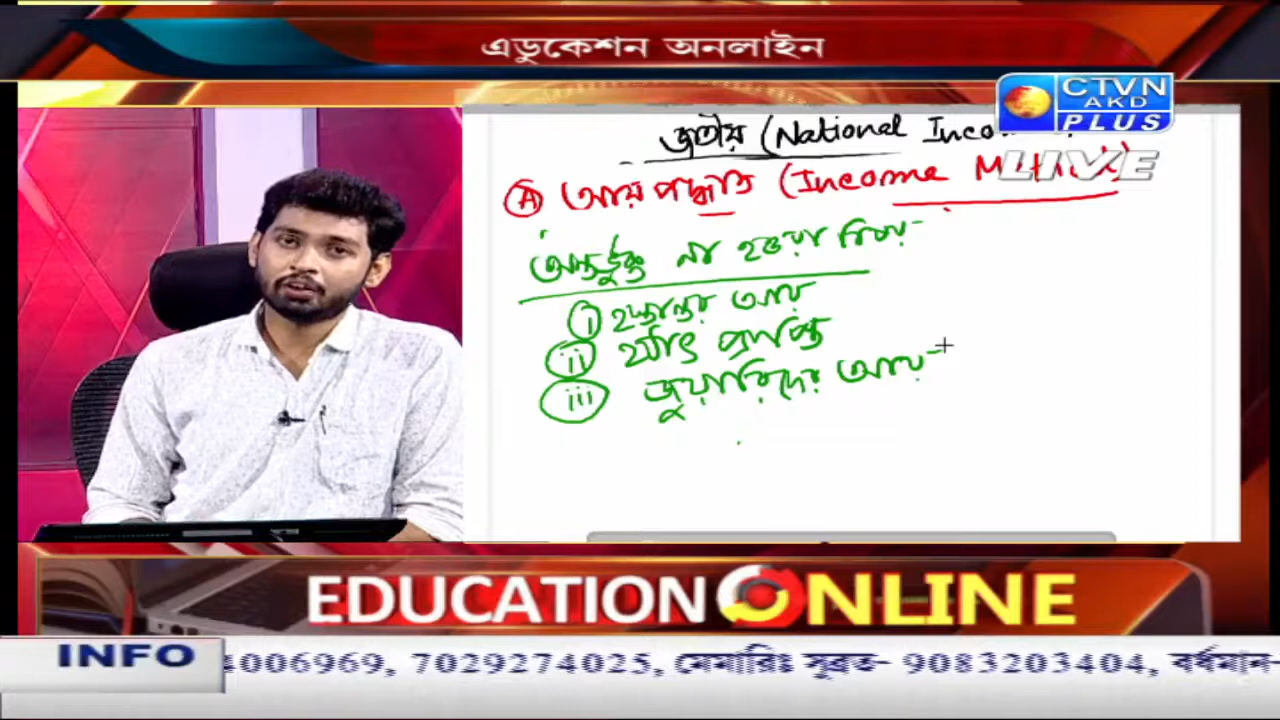 এডুকেশন অনলাইন
CTVN
AKD
PLUS
LIVE
জাতীয় (National Inco
A আয় পদ্ধতি (Income
অন্তর্ভুক্ত না হওয়া বিষয়-
i হস্তান্তর আয়
ii হঠাৎ প্রাপ্তি
iii জুয়ারিদের আয়-
EDUCATION ONLINE
INFO
4006969, 7029274025, মেমারিঃ সুব্রত- 9083203404, বর্ধমান-